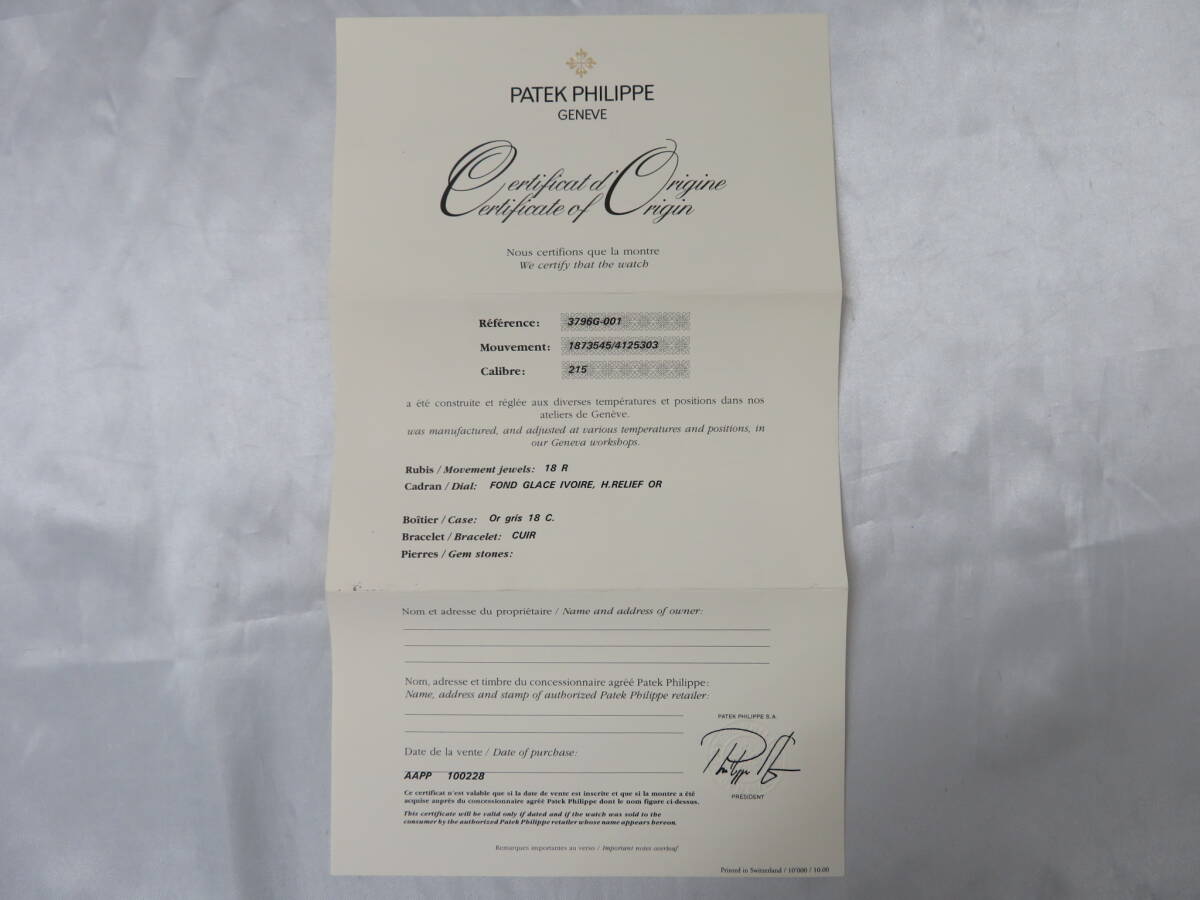 PATEK PHILIPPE
GENEVE
Certificat d'Origine
Certificate of Origin
Nous certifions que la montre
We certify that the watch
Référence: 3796G-001
Mouvement: 1873545/4125303
Calibre: 215
a été construite et réglée aux diverses températures et positions dans nos
ateliers de Genève.
was manufactured, and adjusted at various temperatures and positions, in
our Geneva workshops.
Rubis / Movement jewels: 18 R
Cadran / Dial: FOND GLACE IVOIRE, H.RELIEF OR
Boîtier / Case: Or gris 18 C.
Bracelet / Bracelet: CUIR
Pierres / Gem stones:
Nom et adresse du propriétaire / Name and address of owner:
Nom, adresse et timbre du concessionnaire agréé Patek Philippe:
Name, address and stamp of authorized Patek Philippe retailer:
PATEK PHILIPPE S.A.
Date de la vente / Date of purchase:
AAPP 100228
PRÉSIDENT
Ce certificat n'est valable que si la date de vente est inscrite et que si la montre a été
acquise auprès du concessionnaire agréé Patek Philippe dont le nom figure ci-dessus.
This certificate will be valid only if dated and if the watch was sold to the
consumer by the authorized Patek Philippe retailer whose name appears hereon.
Remarques importantes au verso / Important notes overleaf
Printed in Switzerland / 10'000 / 10.00